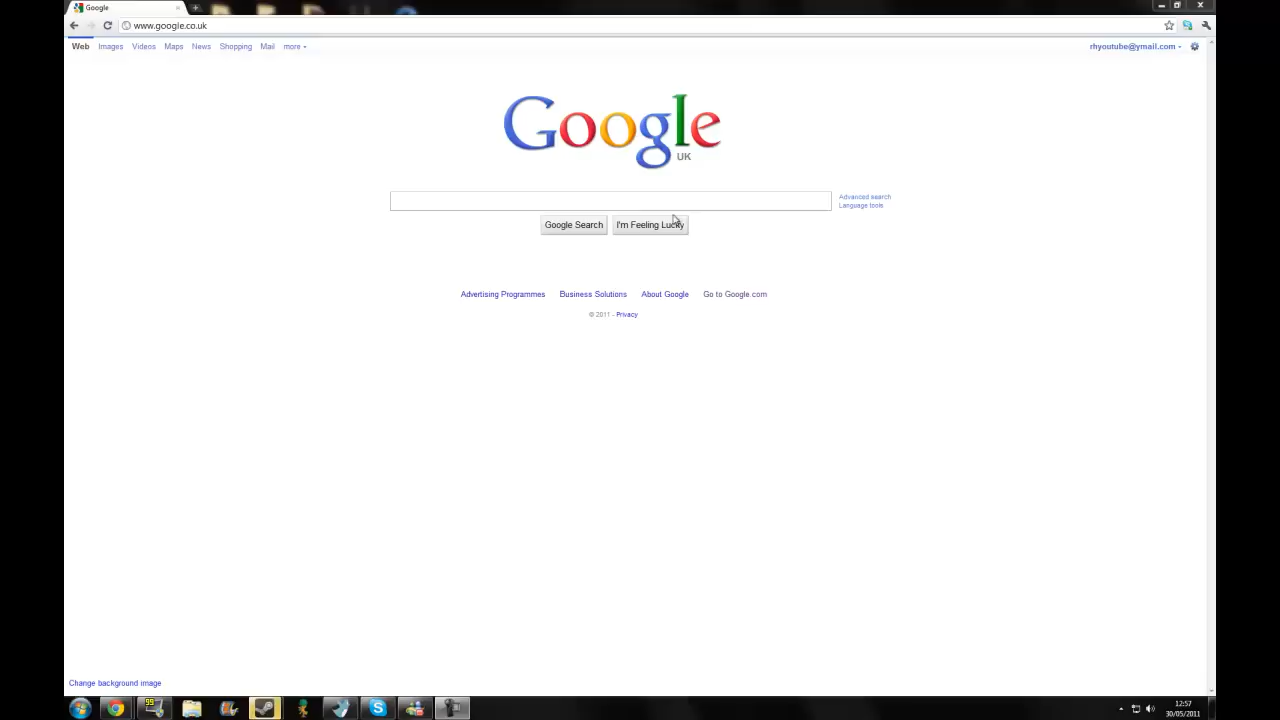 Google
www.google.co.uk
Web Images Videos Maps News Shopping Mail more
rhyoutube@ymail.com
Google
UK
Advanced search
Language tools
Google Search I'm Feeling Lucky
Advertising Programmes Business Solutions About Google Go to Google.com
© 2011 - Privacy
Change background image
99
12:57
30/05/2011